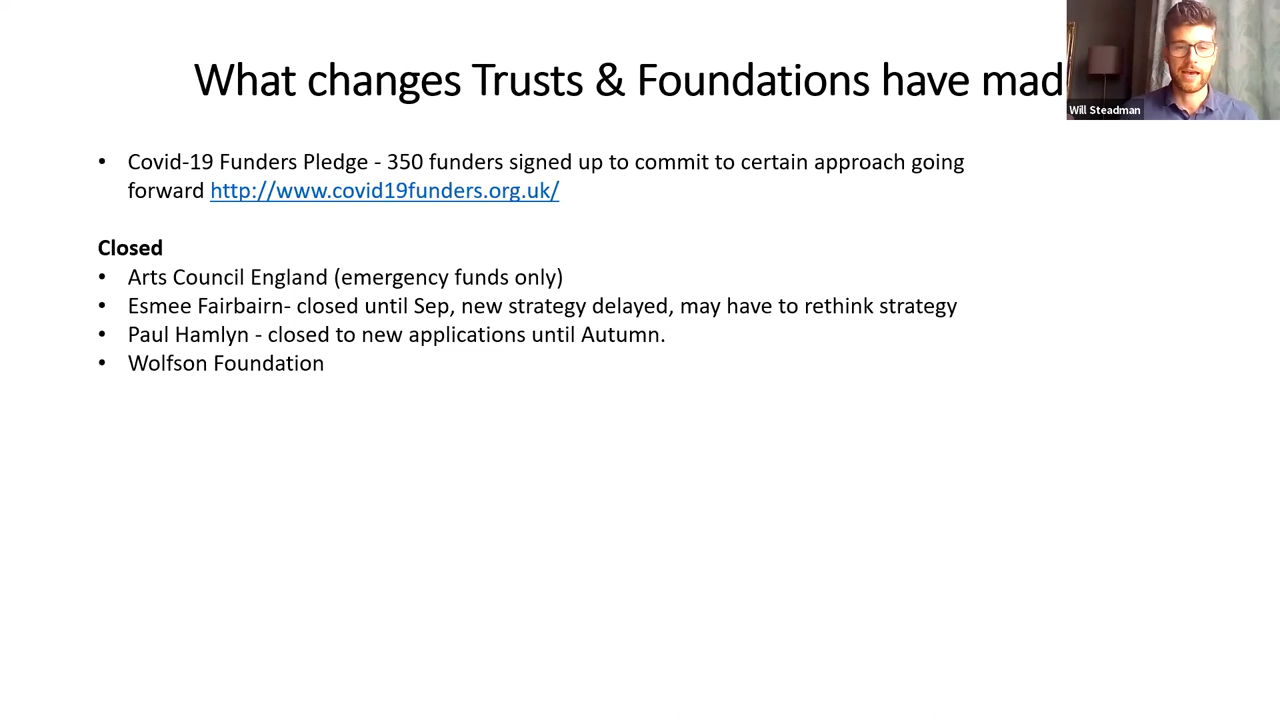 What changes Trusts & Foundations have mad
Will Steadman
• Covid-19 Funders Pledge - 350 funders signed up to commit to certain approach going
forward http://www.covid19funders.org.uk/
Closed
• Arts Council England (emergency funds only)
• Esmee Fairbairn- closed until Sep, new strategy delayed, may have to rethink strategy
• Paul Hamlyn - closed to new applications until Autumn.
• Wolfson Foundation